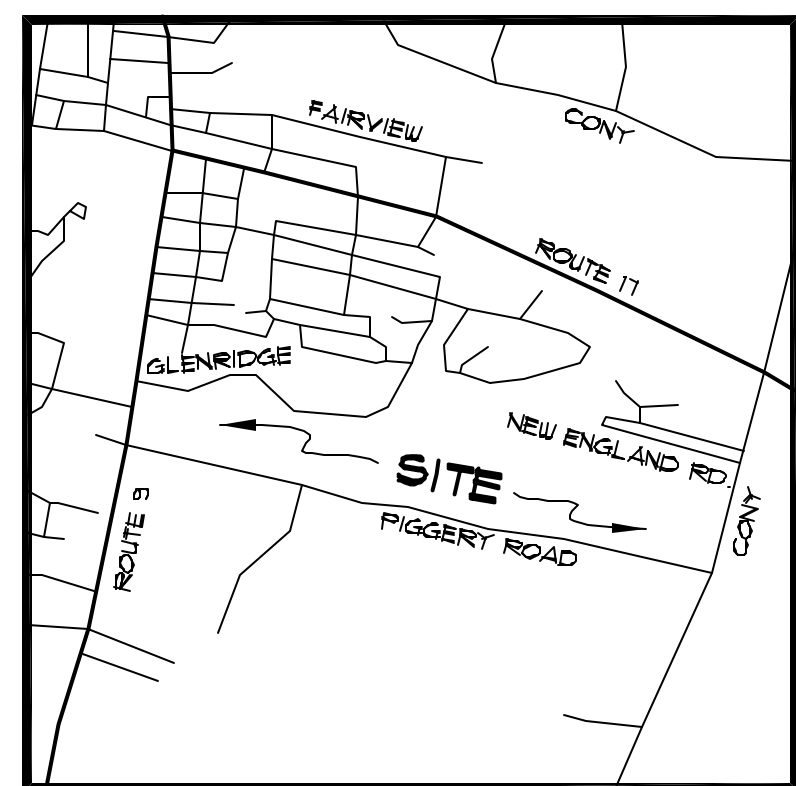 FAIRVIEW
CONY
ROUTE 17
GLENRIDGE
NEW ENGLAND RD.
SITE
CONY
PIGGERY ROAD
ROUTE 9